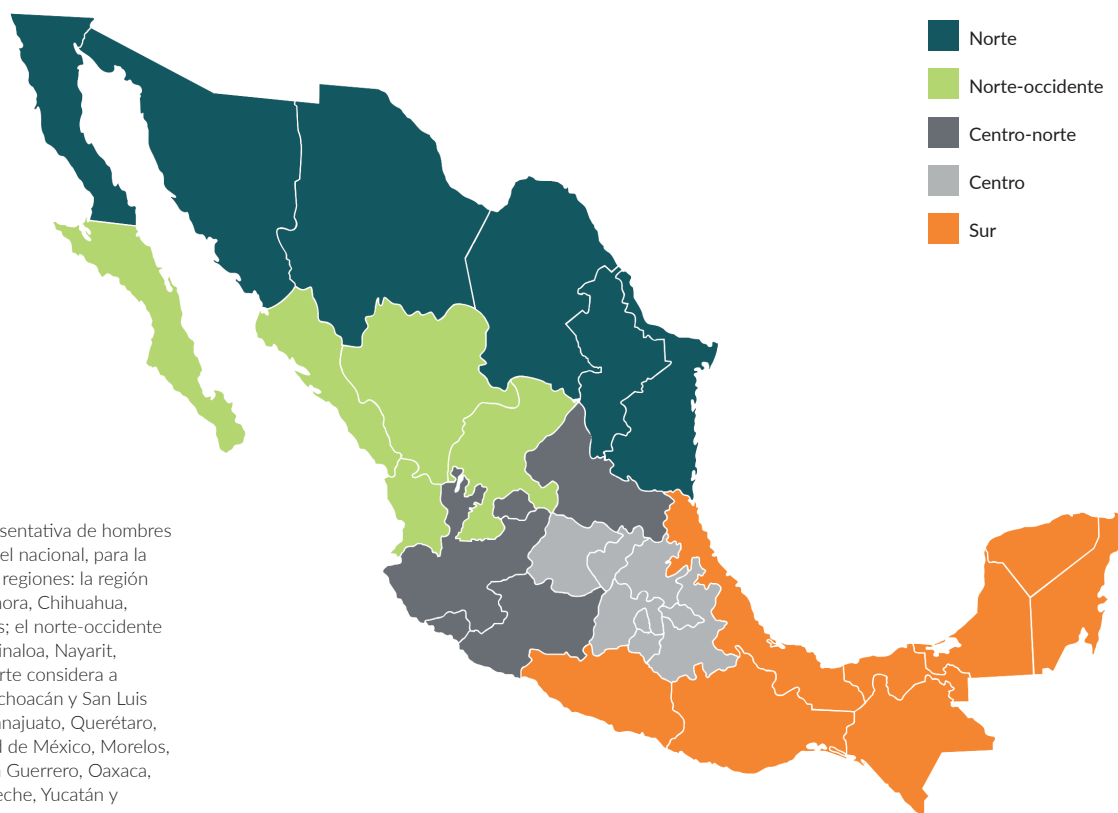 Norte
Norte-occidente
Centro-norte
Centro
Sur
sentativa de hombres
el nacional, para la
regiones: la región
ora, Chihuahua,
s; el norte-occidente
inaloa, Nayarit,
rte considera a
choacán y San Luis
najuato, Querétaro,
d de México, Morelos,
Guerrero, Oaxaca,
eche, Yucatán y